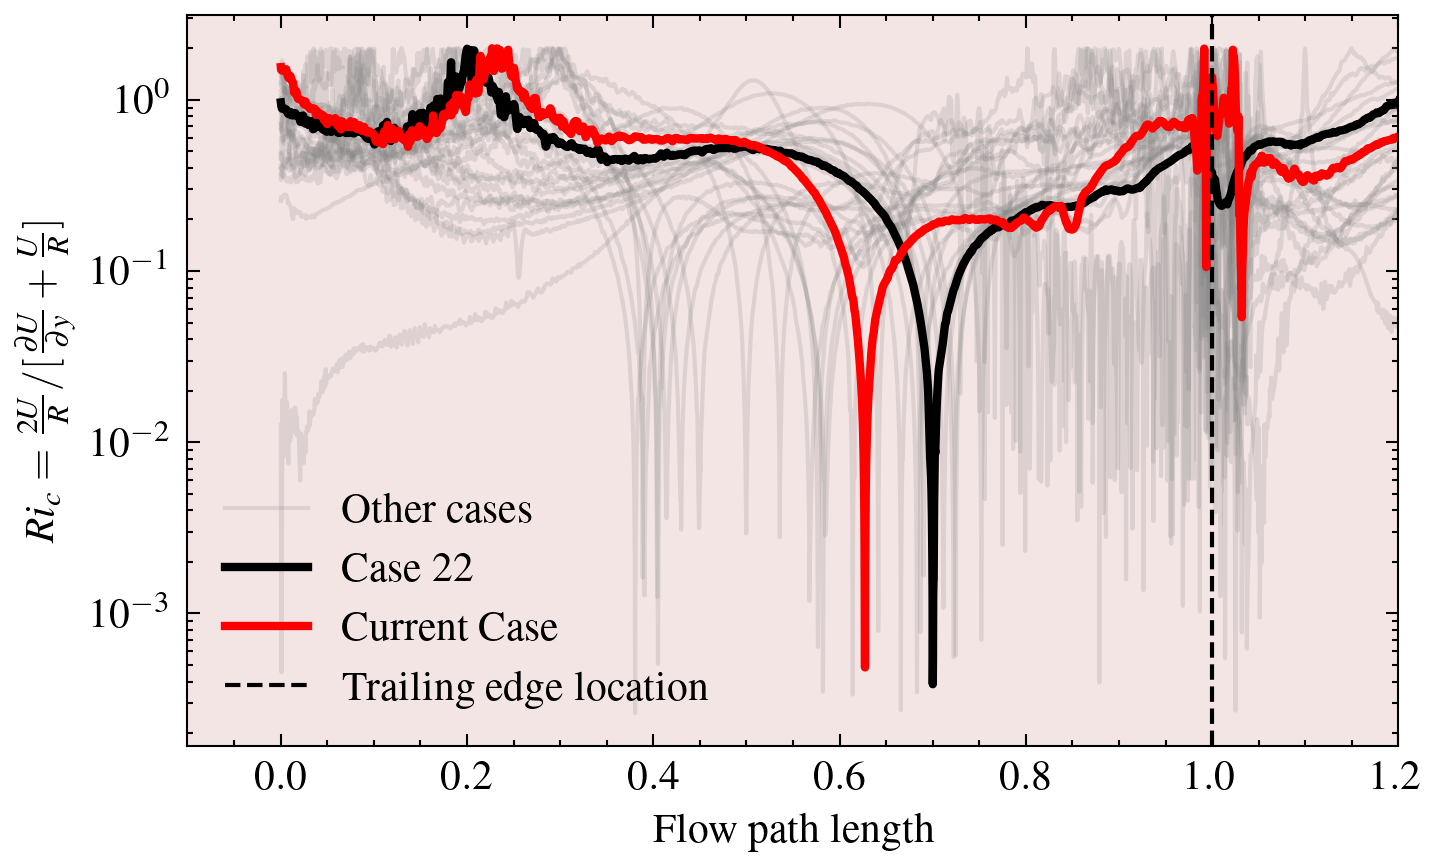 Ri_c = 2U/R / [∂U/∂y + U/R]
10^0
10^-1
10^-2
10^-3
Other cases
Case 22
Current Case
Trailing edge location
0.0 0.2 0.4 0.6 0.8 1.0 1.2
Flow path length